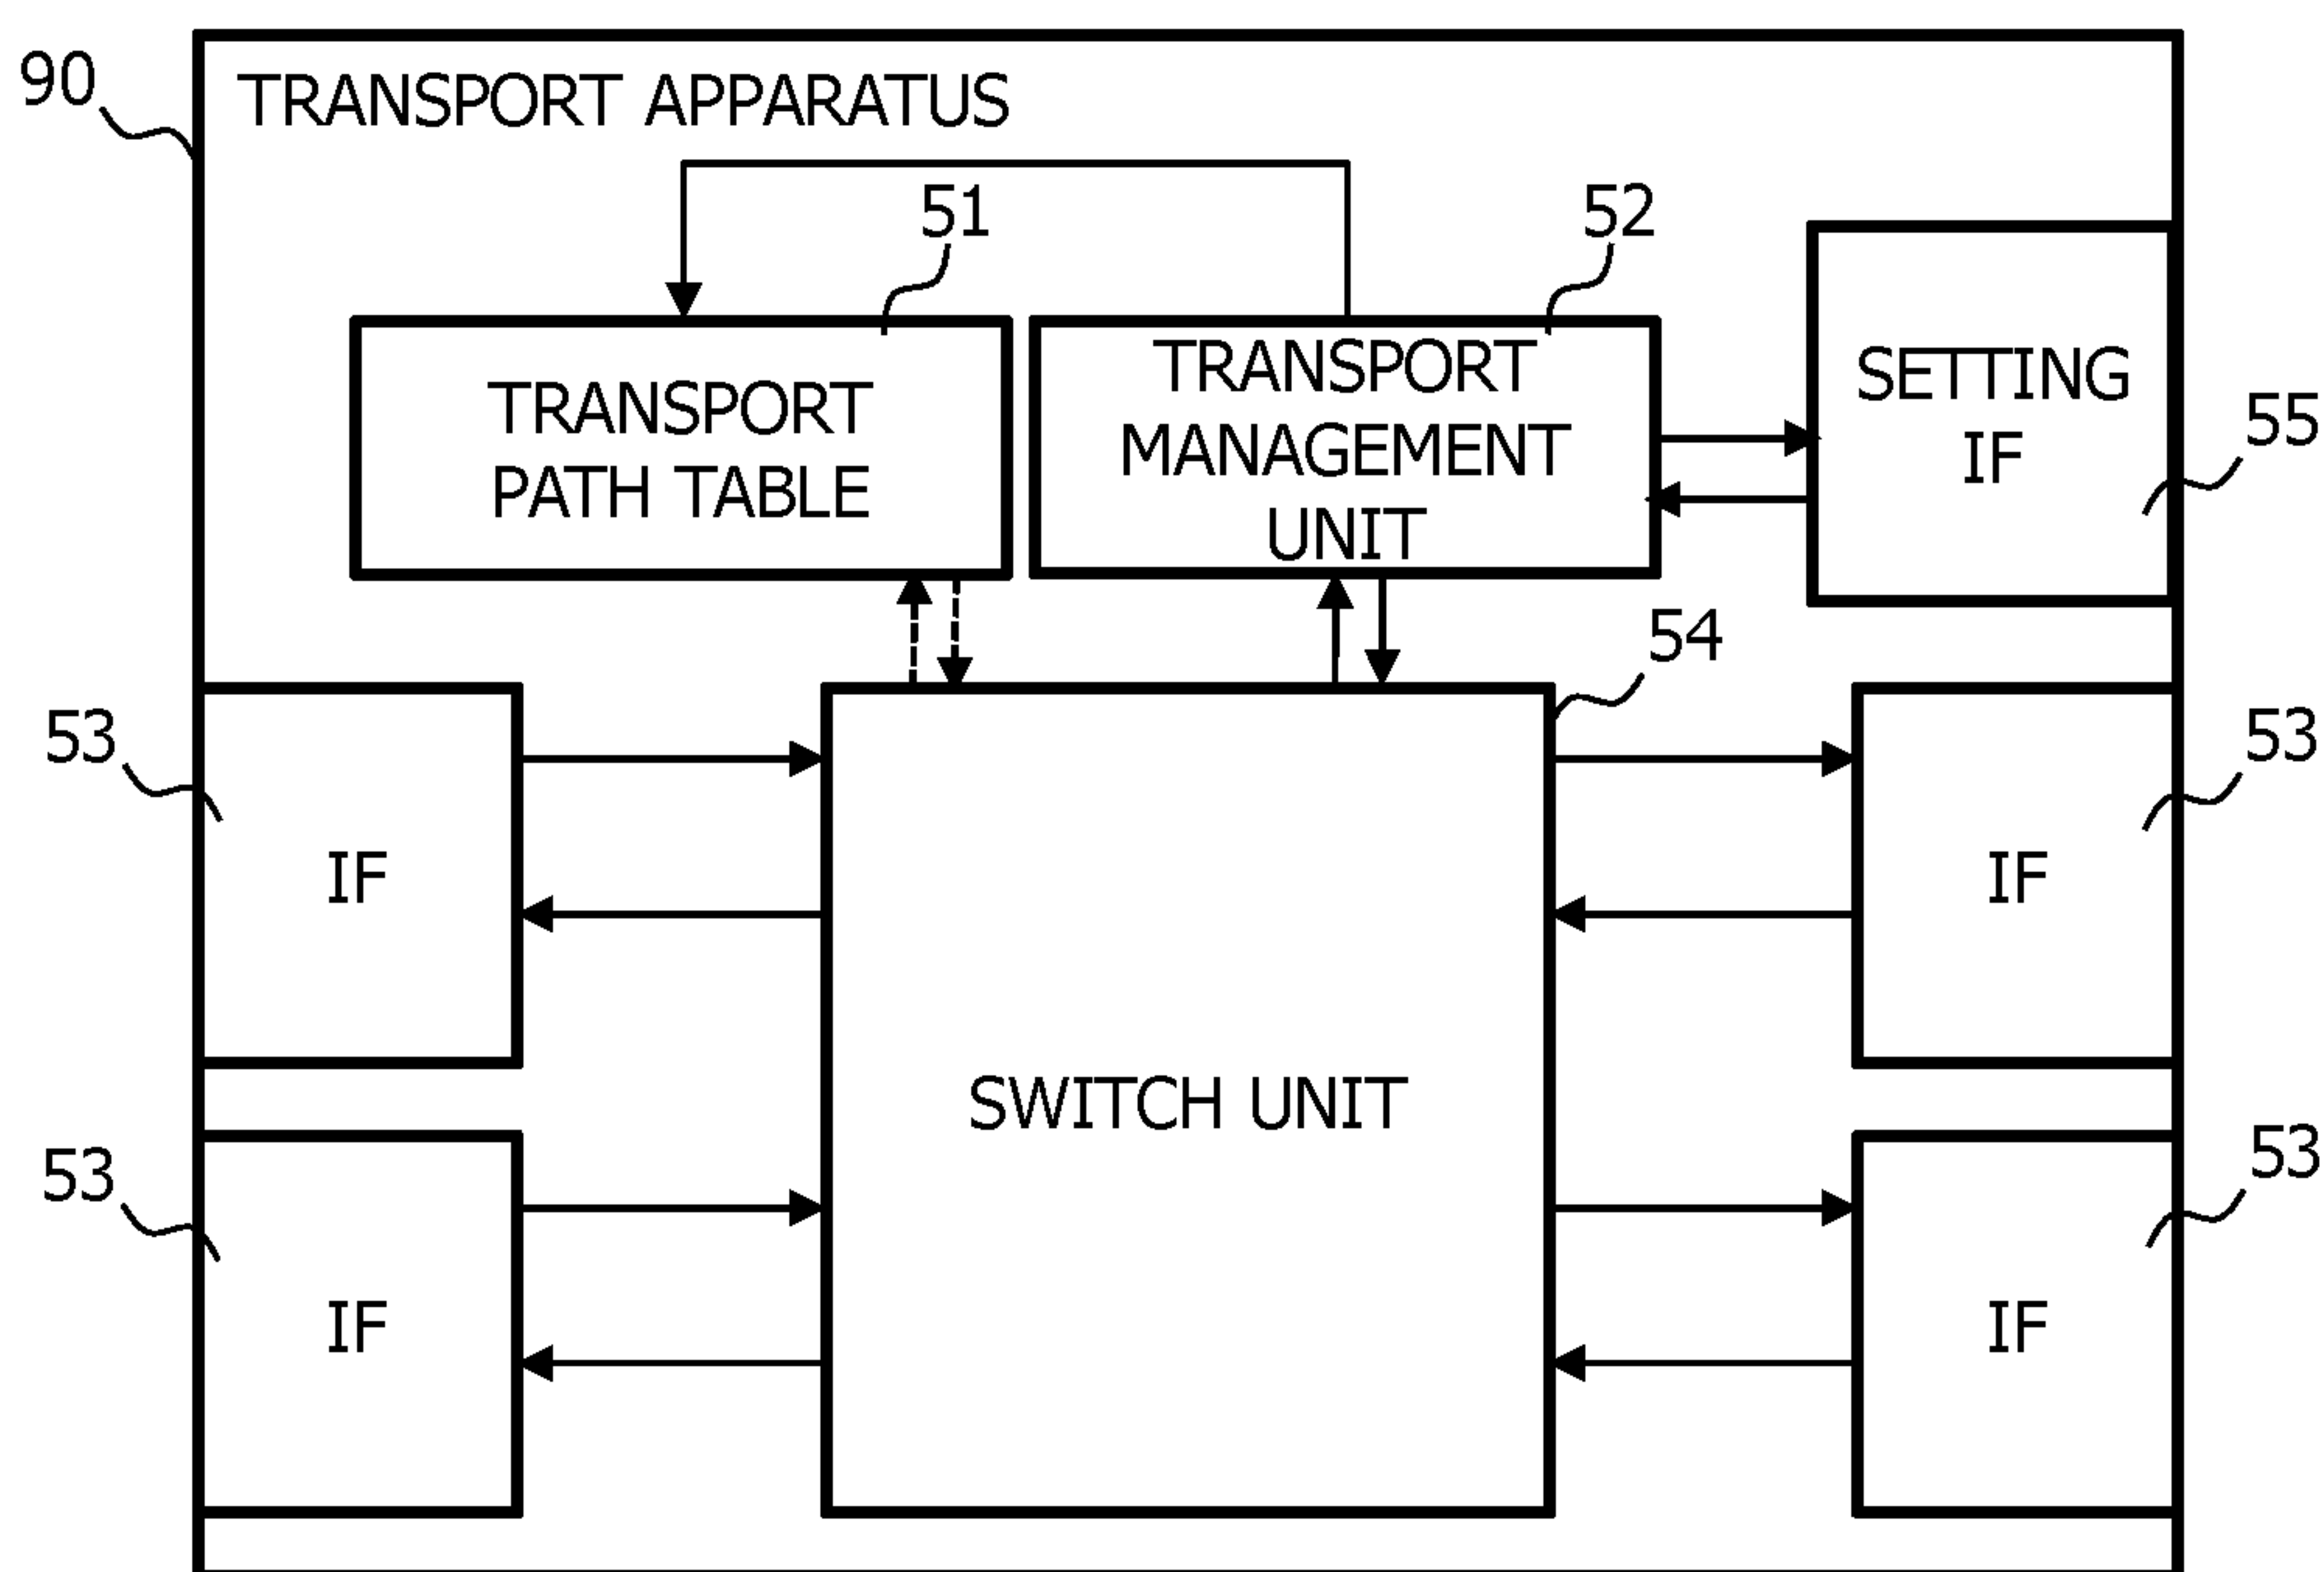 90
TRANSPORT APPARATUS
51
52
TRANSPORT
PATH TABLE
TRANSPORT
MANAGEMENT
UNIT
SETTING
IF
55
54
53
IF
53
IF
SWITCH UNIT
53
IF
53
IF